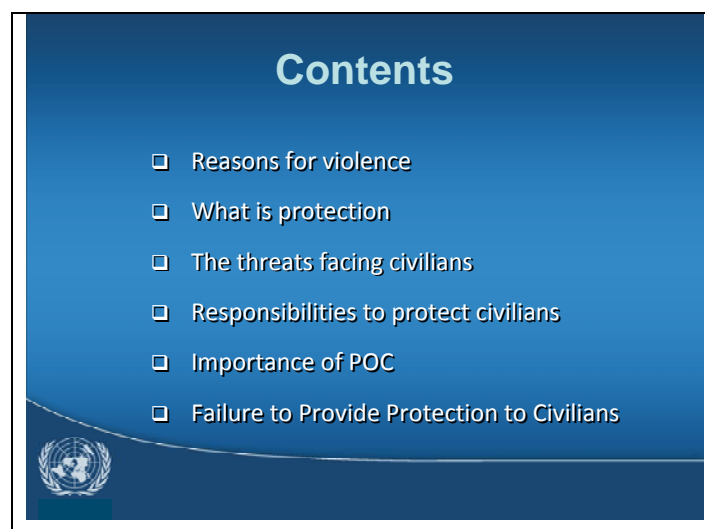 Contents
Reasons for violence
What is protection
The threats facing civilians
Responsibilities to protect civilians
Importance of POC
Failure to Provide Protection to Civilians